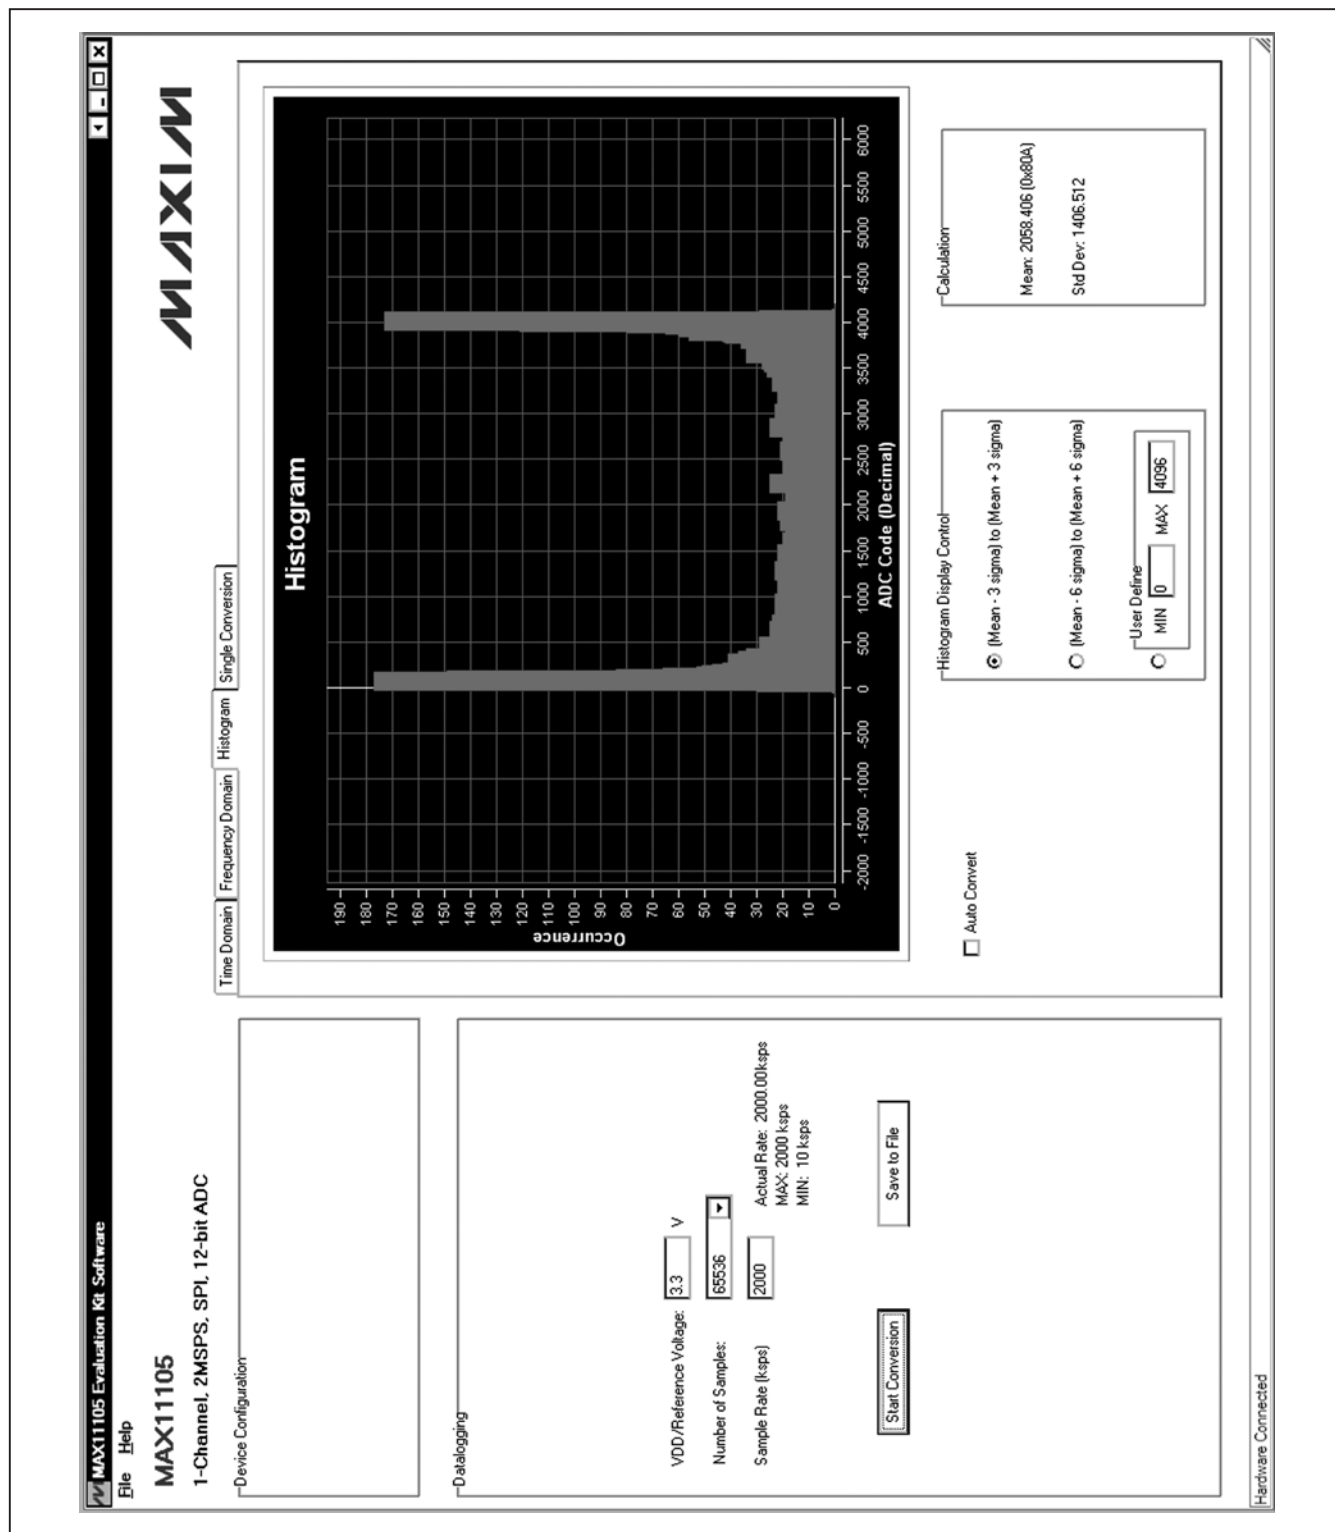 MAX11105 Evaluation Kit Software
File Help
MAX11105
1-Channel, 2MSPS, SPI, 12-bit ADC
MAXIM
Device Configuration
Datalogging
VDD/Reference Voltage: 3.3 V
Number of Samples: 65536
Sample Rate (ksps) 2000
Actual Rate: 2000.00ksps
MAX: 2000 ksps
MIN: 10 ksps
Start Conversion Save to File
Time Domain Frequency Domain Histogram Single Conversion
Histogram
Occurrence
190
180
170
160
150
140
130
120
110
100
90
80
70
60
50
40
30
20
10
0
-2000 -1500 -1000 -500 0 500 1000 1500 2000 2500 3000 3500 4000 4500 5000 5500 6000
ADC Code (Decimal)
Auto Convert
Histogram Display Control
(Mean - 3 sigma) to (Mean + 3 sigma)
(Mean - 6 sigma) to (Mean + 6 sigma)
User Define
MIN 0 MAX 4096
Calculation
Mean: 2058.406 (0x80A)
Std Dev: 1406.512
Hardware Connected